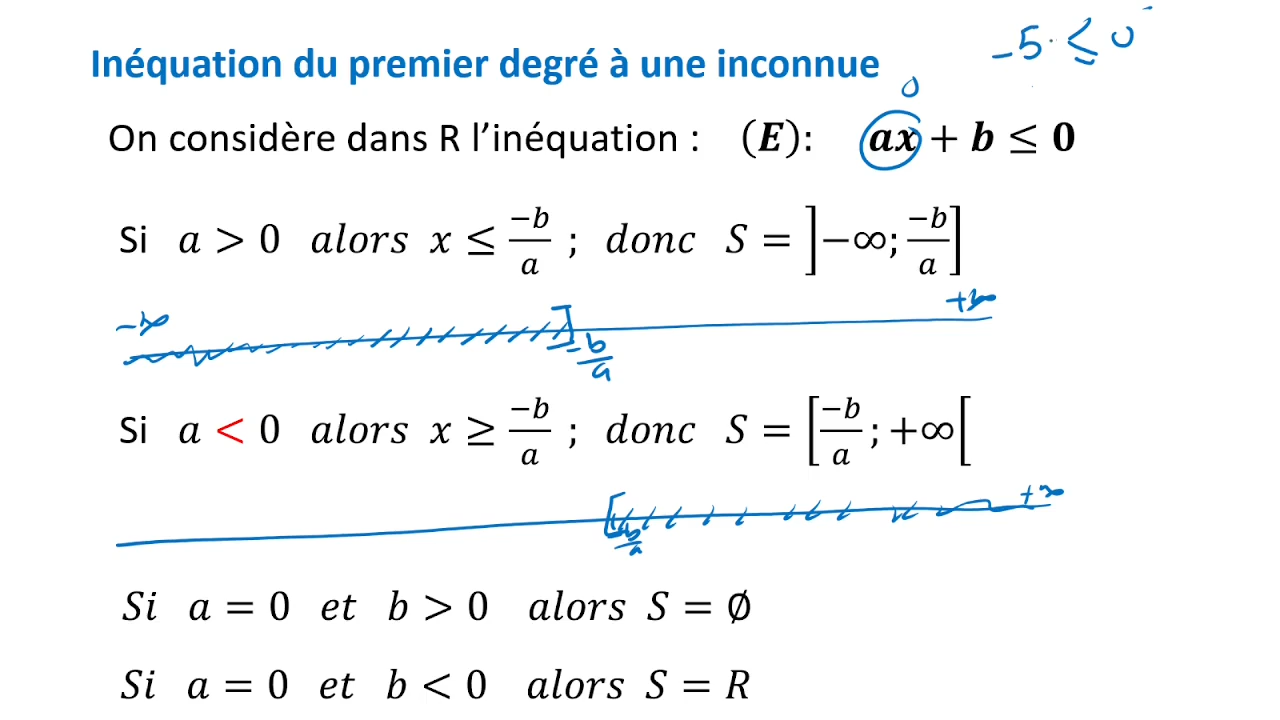 -5 ≤ 0
Inéquation du premier degré à une inconnue
0
On considère dans R l’inéquation : (E): ax + b ≤ 0
Si a > 0 alors x ≤ -b/a ; donc S = ]-∞; -b/a]
-∞ +∞
-b/a
Si a < 0 alors x ≥ -b/a ; donc S = [-b/a ; +∞[
+∞
-b/a
Si a = 0 et b > 0 alors S = ∅
Si a = 0 et b < 0 alors S = R